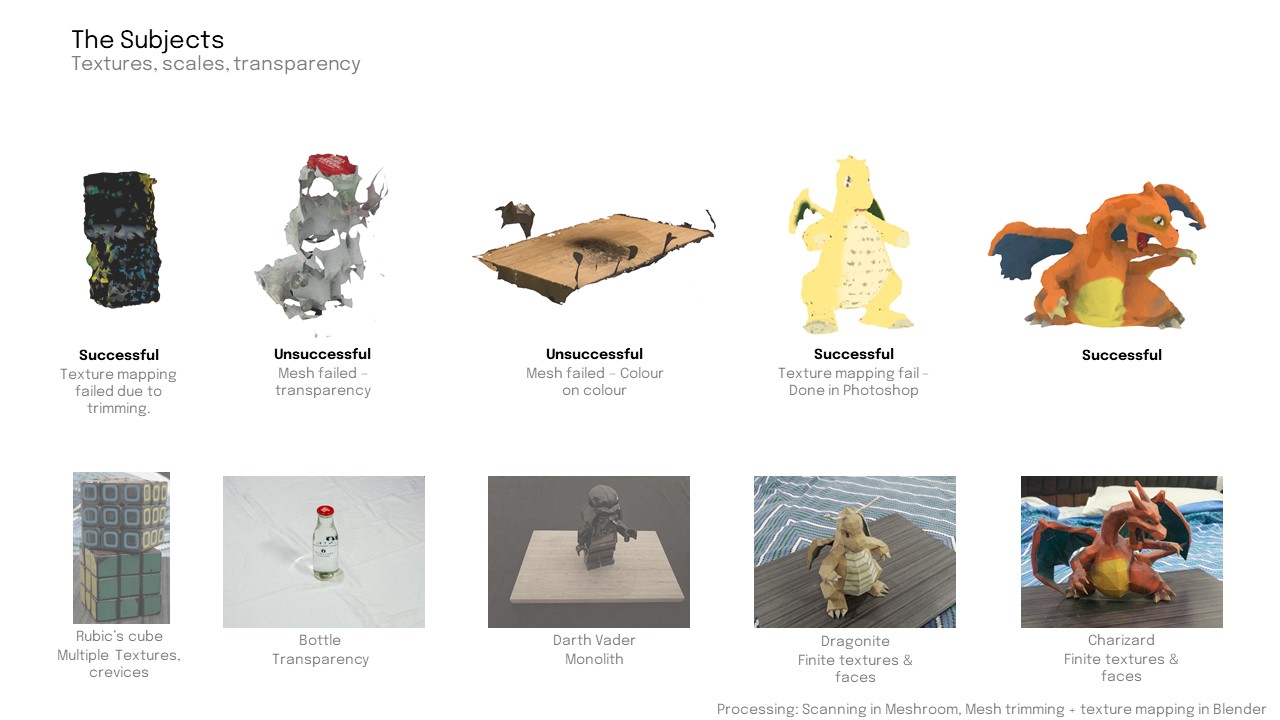 The Subjects
Textures, scales, transparency
Successful
Texture mapping
failed due to
trimming.
Unsuccessful
Mesh failed – 
transparency
Unsuccessful
Mesh failed – Colour
on colour
Successful
Texture mapping fail –
Done in Photoshop
Successful
Rubic's cube
Multiple Textures,
crevices
Bottle
Transparency
Darth Vader
Monolith
Dragonite
Finite textures &
faces
Charizard
Finite textures &
faces
Processing: Scanning in Meshroom, Mesh trimming + texture mapping in Blender